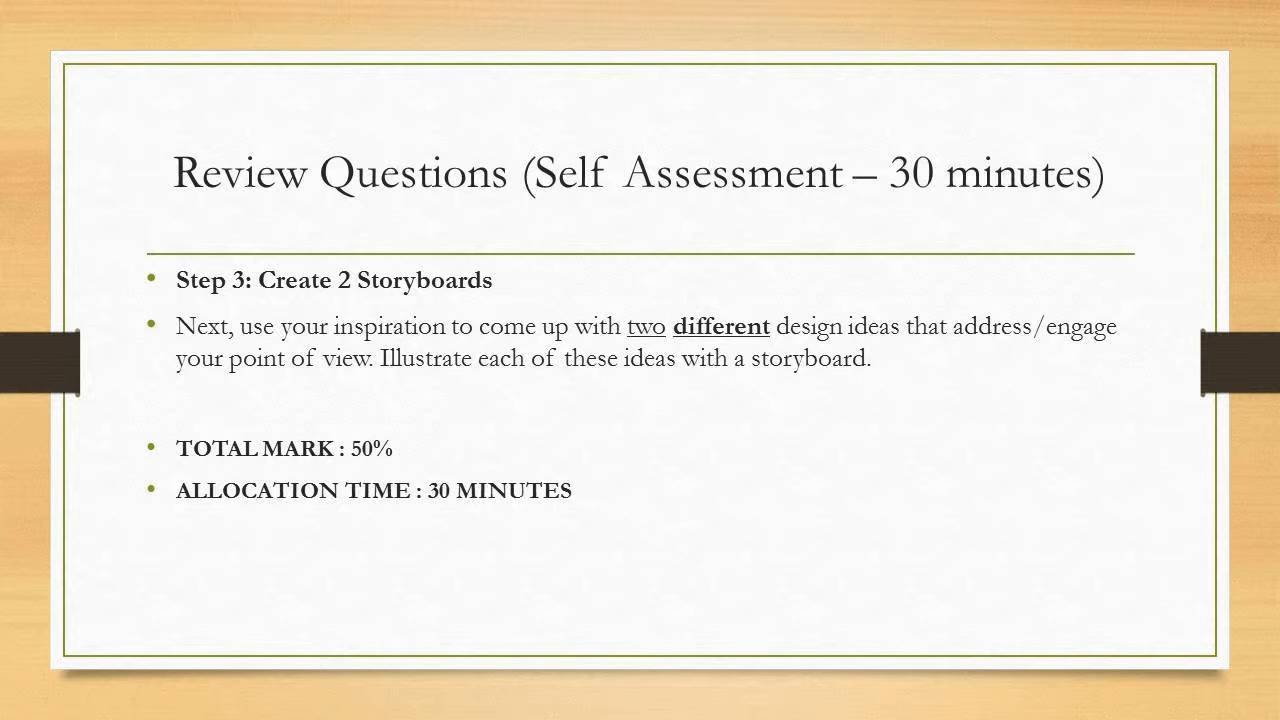 Review Questions (Self Assessment – 30 minutes)
• Step 3: Create 2 Storyboards
• Next, use your inspiration to come up with two different design ideas that address/engage
your point of view. Illustrate each of these ideas with a storyboard.
• TOTAL MARK : 50%
• ALLOCATION TIME : 30 MINUTES